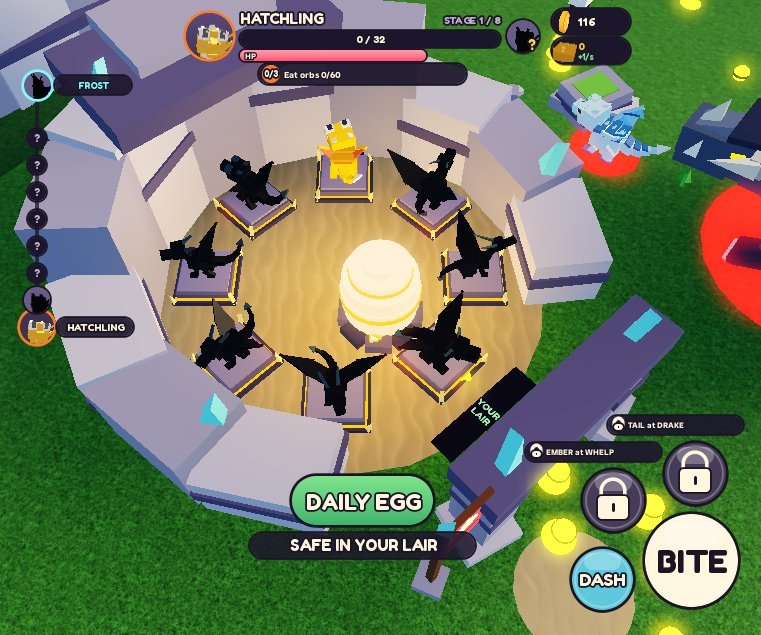 HATCHLING
STAGE 1 / 8
0 / 32
HP
0/3 Eat orbs 0/60
?
116
0
+1/s
FROST
?
?
?
?
?
?
HATCHLING
YOUR
LAIR
TAIL at DRAKE
EMBER at WHELP
DAILY EGG
SAFE IN YOUR LAIR
DASH
BITE